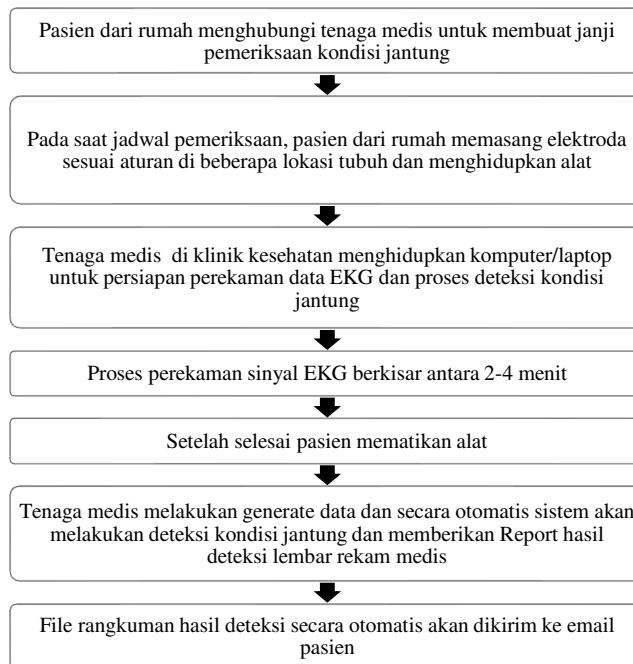 Pasien dari rumah menghubungi tenaga medis untuk membuat janji
pemeriksaan kondisi jantung
Pada saat jadwal pemeriksaan, pasien dari rumah memasang elektroda
sesuai aturan di beberapa lokasi tubuh dan menghidupkan alat
Tenaga medis di klinik kesehatan menghidupkan komputer/laptop
untuk persiapan perekaman data EKG dan proses deteksi kondisi
jantung
Proses perekaman sinyal EKG berkisar antara 2-4 menit
Setelah selesai pasien mematikan alat
Tenaga medis melakukan generate data dan secara otomatis sistem akan
melakukan deteksi kondisi jantung dan memberikan Report hasil
deteksi lembar rekam medis
File rangkuman hasil deteksi secara otomatis akan dikirim ke email
pasien